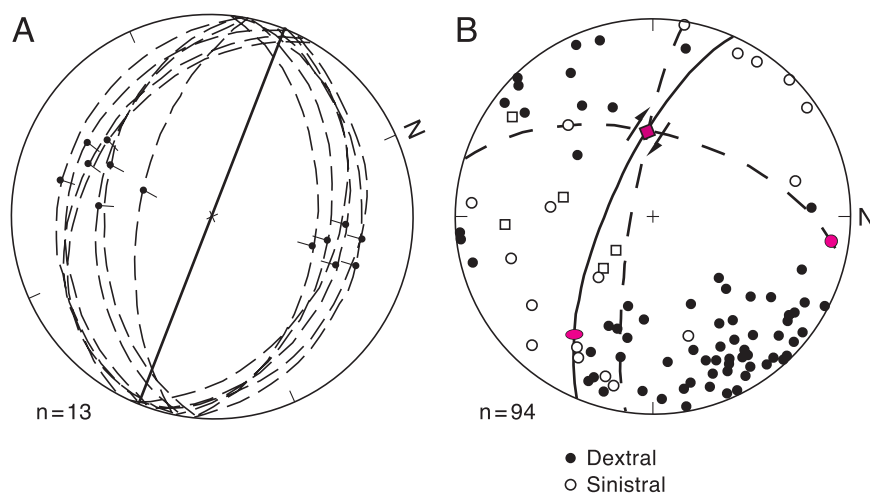 A
B
N
N
n=13
n=94
Dextral
Sinistral